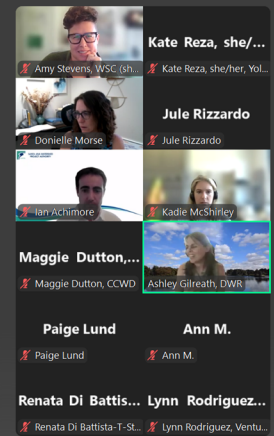 Kate Reza, she/...
Amy Stevens, WSC (sh...
Kate Reza, she/her, Yol...
Jule Rizzardo
Donielle Morse
Jule Rizzardo
Ian Achimore
Kadie McShirley
Maggie Dutton,...
Maggie Dutton, CCWD
Ashley Gilreath, DWR
Paige Lund
Ann M.
Paige Lund
Ann M.
Renata Di Battis...
Lynn Rodriguez...
Renata Di Battista-T-St...
Lynn Rodriguez, Ventu...